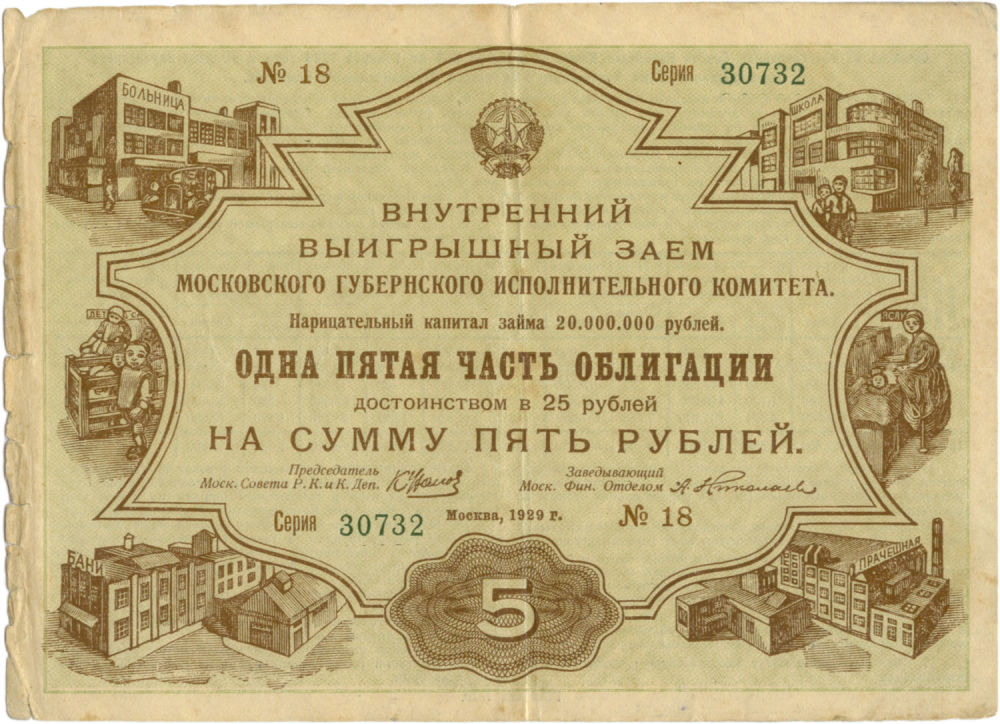 № 18
Серия 30732
БОЛЬНИЦА
ШКОЛА
ВНУТРЕННИЙ
ВЫИГРЫШНЫЙ ЗАЕМ
МОСКОВСКОГО ГУБЕРНСКОГО ИСПОЛНИТЕЛЬНОГО КОМИТЕТА.
Нарицательный капитал займа 20.000.000 рублей.
ЯСЛИ
ОДНА ПЯТАЯ ЧАСТЬ ОБЛИГАЦИИ
ДОСТОИНСТВОМ В 25 рублей
НА СУММУ ПЯТЬ РУБЛЕЙ.
Председатель
Моск. Совета Р. К. и К. Деп.
Заведывающий
Моск. Фин. Отделом
Серия 30732
Москва, 1929 г.
№ 18
БАНИ
ПРАЧЕШНАЯ
5